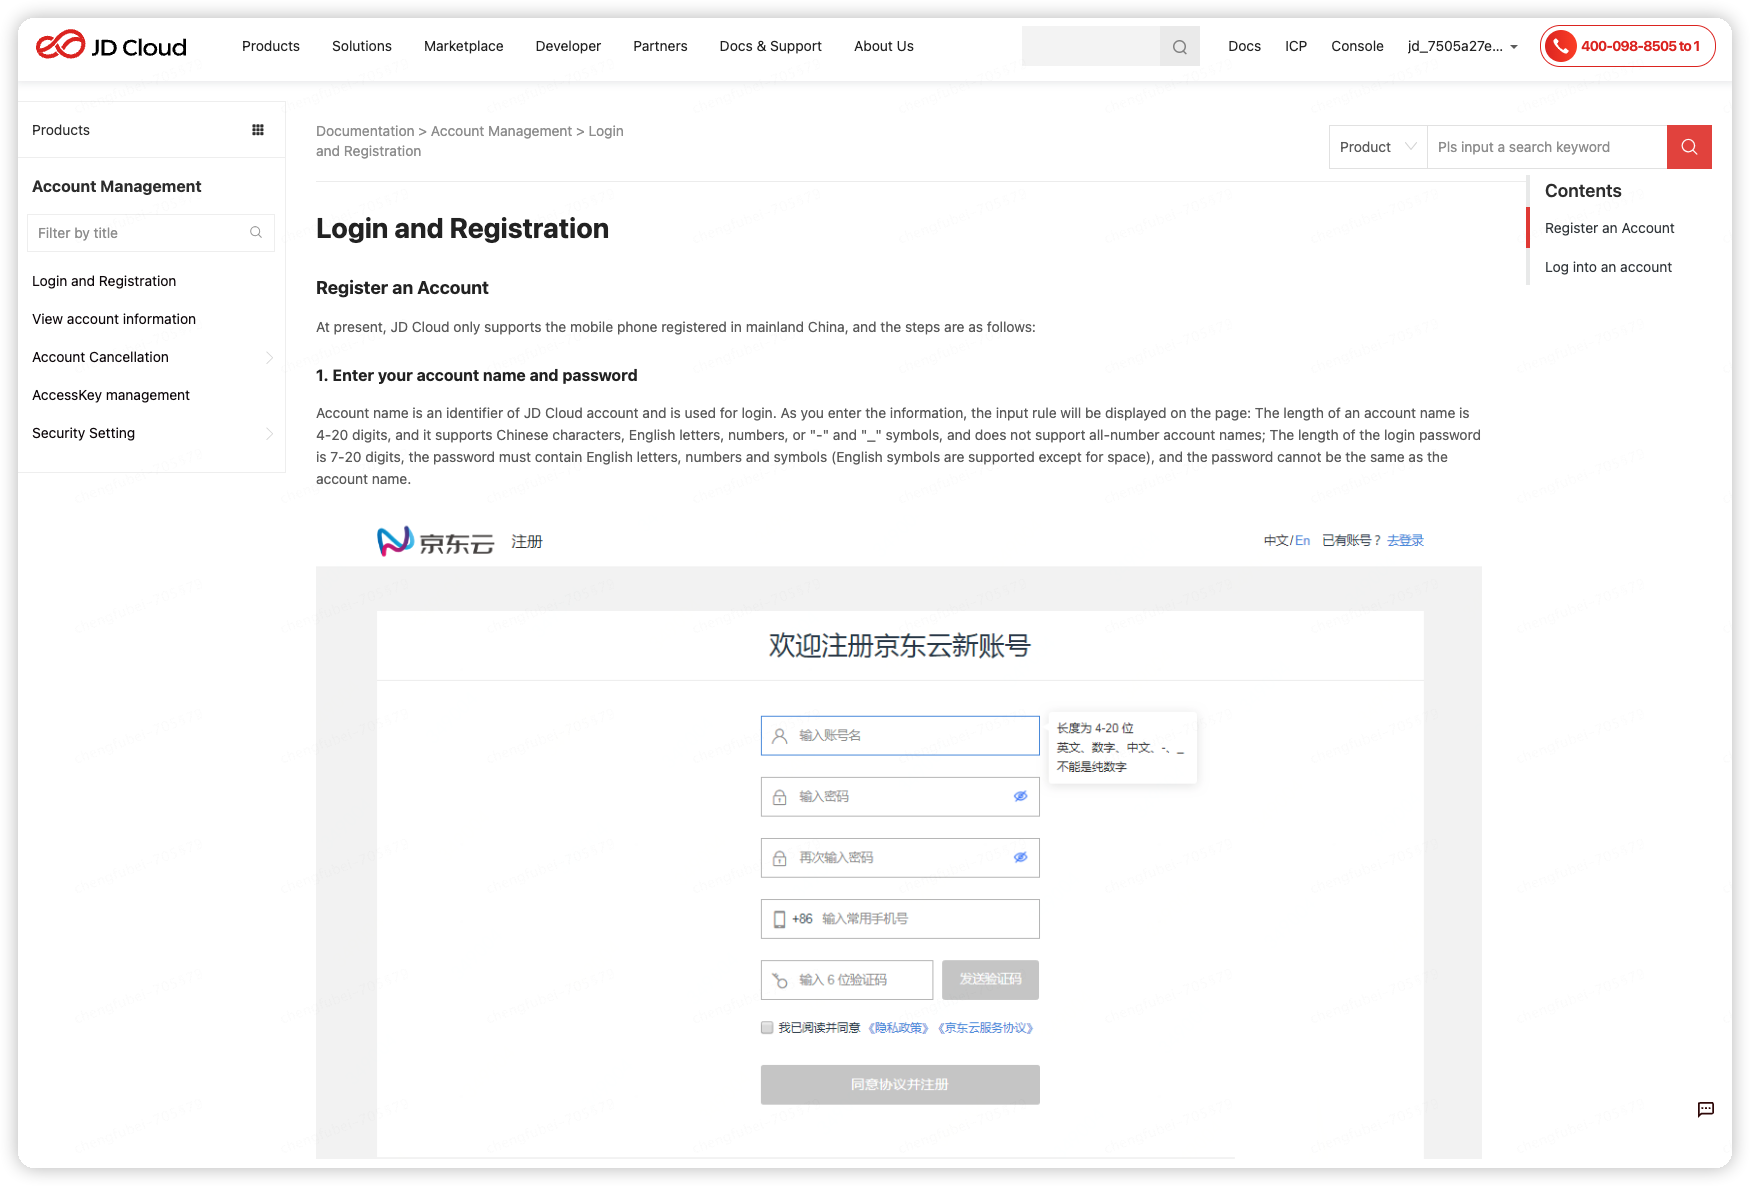 JD Cloud
Products
Solutions
Marketplace
Developer
Partners
Docs & Support
About Us
Docs
ICP
Console
jd_7505a27e...
400-098-8505 to 1
Products
Account Management
Filter by title
Login and Registration
View account information
Account Cancellation
AccessKey management
Security Setting
Documentation > Account Management > Login
and Registration
Product
Pls input a search keyword
Contents
Register an Account
Log into an account
Login and Registration
Register an Account
At present, JD Cloud only supports the mobile phone registered in mainland China, and the steps are as follows:
1. Enter your account name and password
Account name is an identifier of JD Cloud account and is used for login. As you enter the information, the input rule will be displayed on the page: The length of an account name is
4-20 digits, and it supports Chinese characters, English letters, numbers, or "-" and "_" symbols, and does not support all-number account names; The length of the login password
is 7-20 digits, the password must contain English letters, numbers and symbols (English symbols are supported except for space), and the password cannot be the same as the
account name.
京东云 注册
中文/En 已有账号？去登录
欢迎注册京东云新账号
输入账号名
长度为 4-20 位
英文、数字、中文、-、_
不能是纯数字
输入密码
再次输入密码
+86 输入常用手机号
输入 6 位验证码
发送验证码
我已阅读并同意《隐私政策》《京东云服务协议》
同意协议并注册